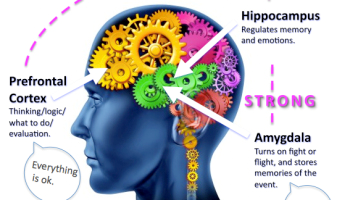 Hippocampus
Regulates memory
and emotions.
Prefrontal
Cortex
Thinking/logic/
what to do/
evaluation.
STRONG
Amygdala
Turns on fight or
flight, and stores
memories of the
event.
Everything
is ok.